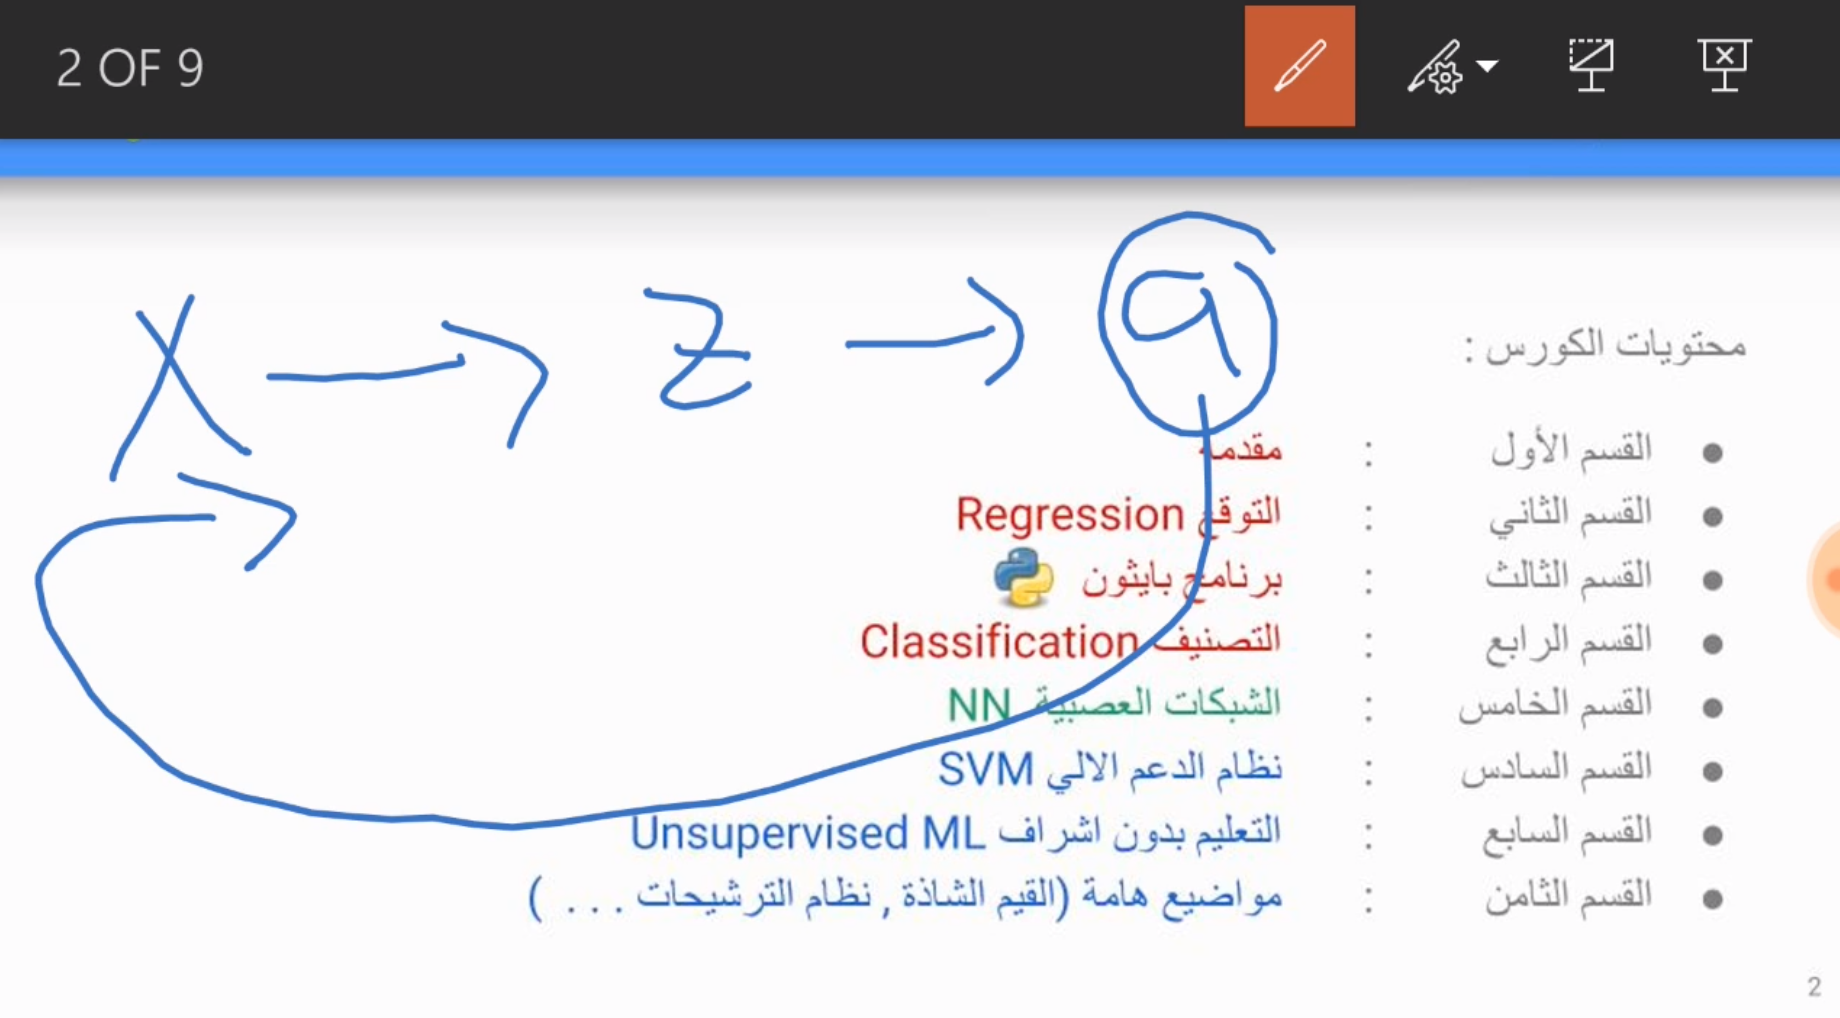 2 OF 9
X → z → a
محتويات الكورس :
● القسم الأول : مقدمة
● القسم الثاني : التوقع Regression
● القسم الثالث : برنامج بايثون
● القسم الرابع : التصنيف Classification
● القسم الخامس : الشبكات العصبية NN
● القسم السادس : نظام الدعم الالي SVM
● القسم السابع : التعليم بدون اشراف Unsupervised ML
● القسم الثامن : مواضيع هامة (القيم الشاذة , نظام الترشيحات . . . )
2